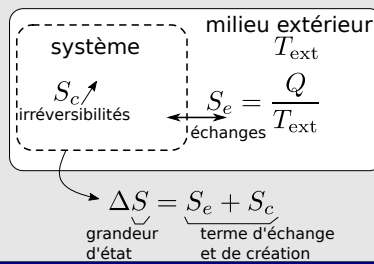 milieu extérieur
T_ext
système
S_c
irréversibilités
S_e = Q / T_ext
échanges
ΔS = S_e + S_c
grandeur d'état
terme d'échange et de création